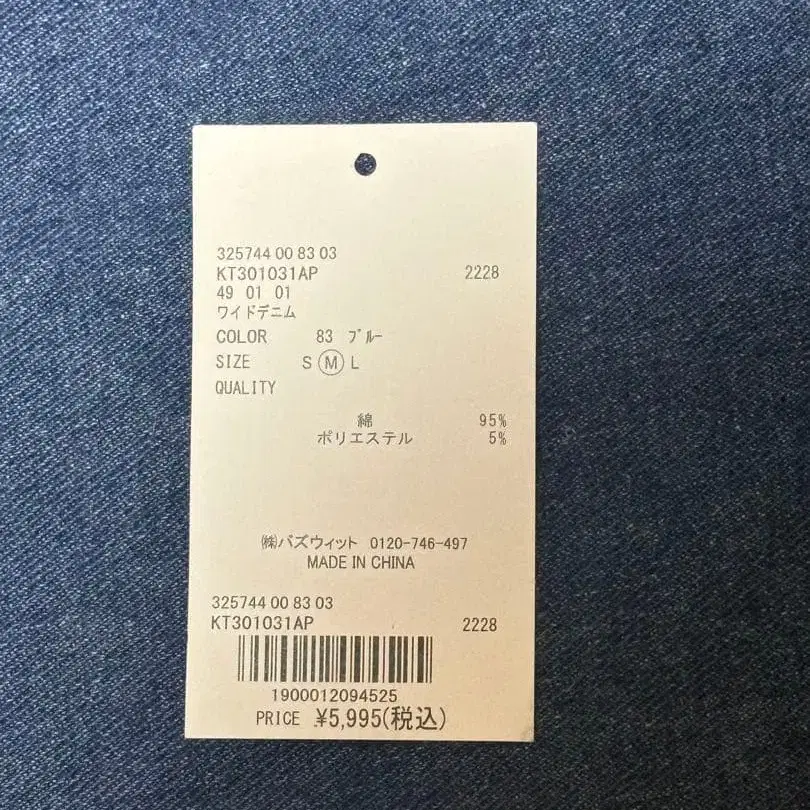 325744 00 83 03
KT301031AP 2228
49 01 01
ワイドデニム
COLOR 83 ﾌﾞﾙｰ
SIZE S M L
QUALITY
綿 95%
ポリエステル 5%
㈱バズウィット 0120-746-497
MADE IN CHINA
325744 00 83 03
KT301031AP 2228
1900012094525
PRICE ¥5,995(税込)